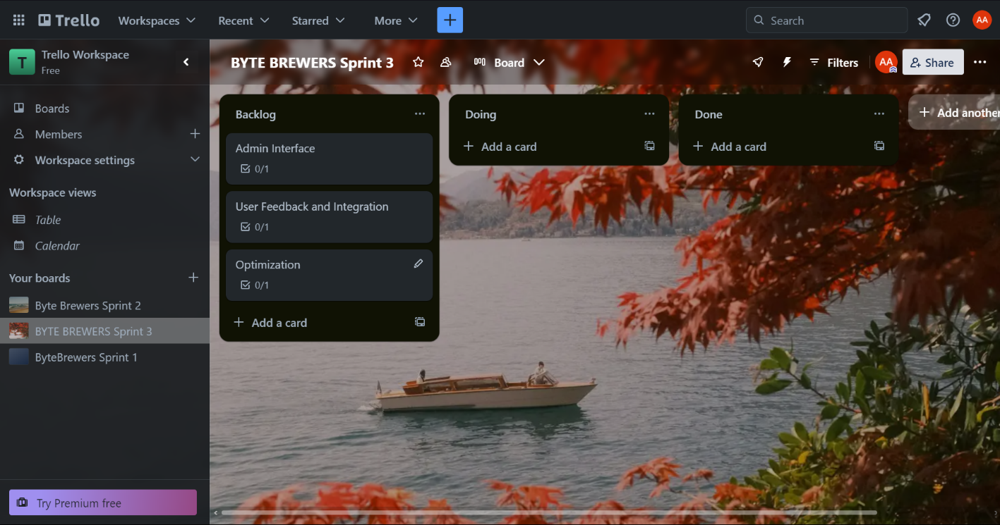 Trello Workspaces Recent Starred More Search AA
T Trello Workspace
Free
Boards
Members
Workspace settings
Workspace views
Table
Calendar
Your boards
Byte Brewers Sprint 2
BYTE BREWERS Sprint 3
ByteBrewers Sprint 1
Try Premium free
BYTE BREWERS Sprint 3 Board Filters AA Share
Backlog
Admin Interface
0/1
User Feedback and Integration
0/1
Optimization
0/1
Add a card
Doing
Add a card
Done
Add a card
Add another